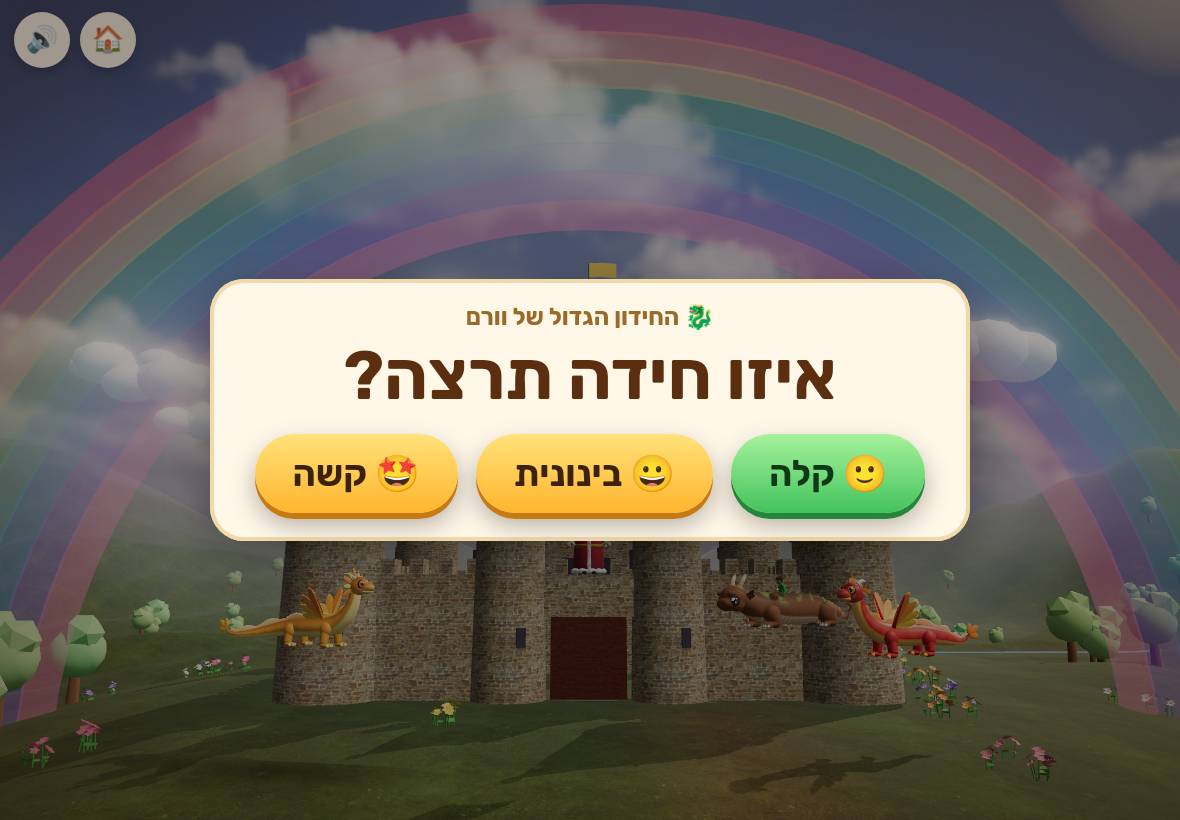 🐉 החידון הגדול של וורם
איזו חידה תרצה?
🙂 קלה
😀 בינונית
🤩 קשה